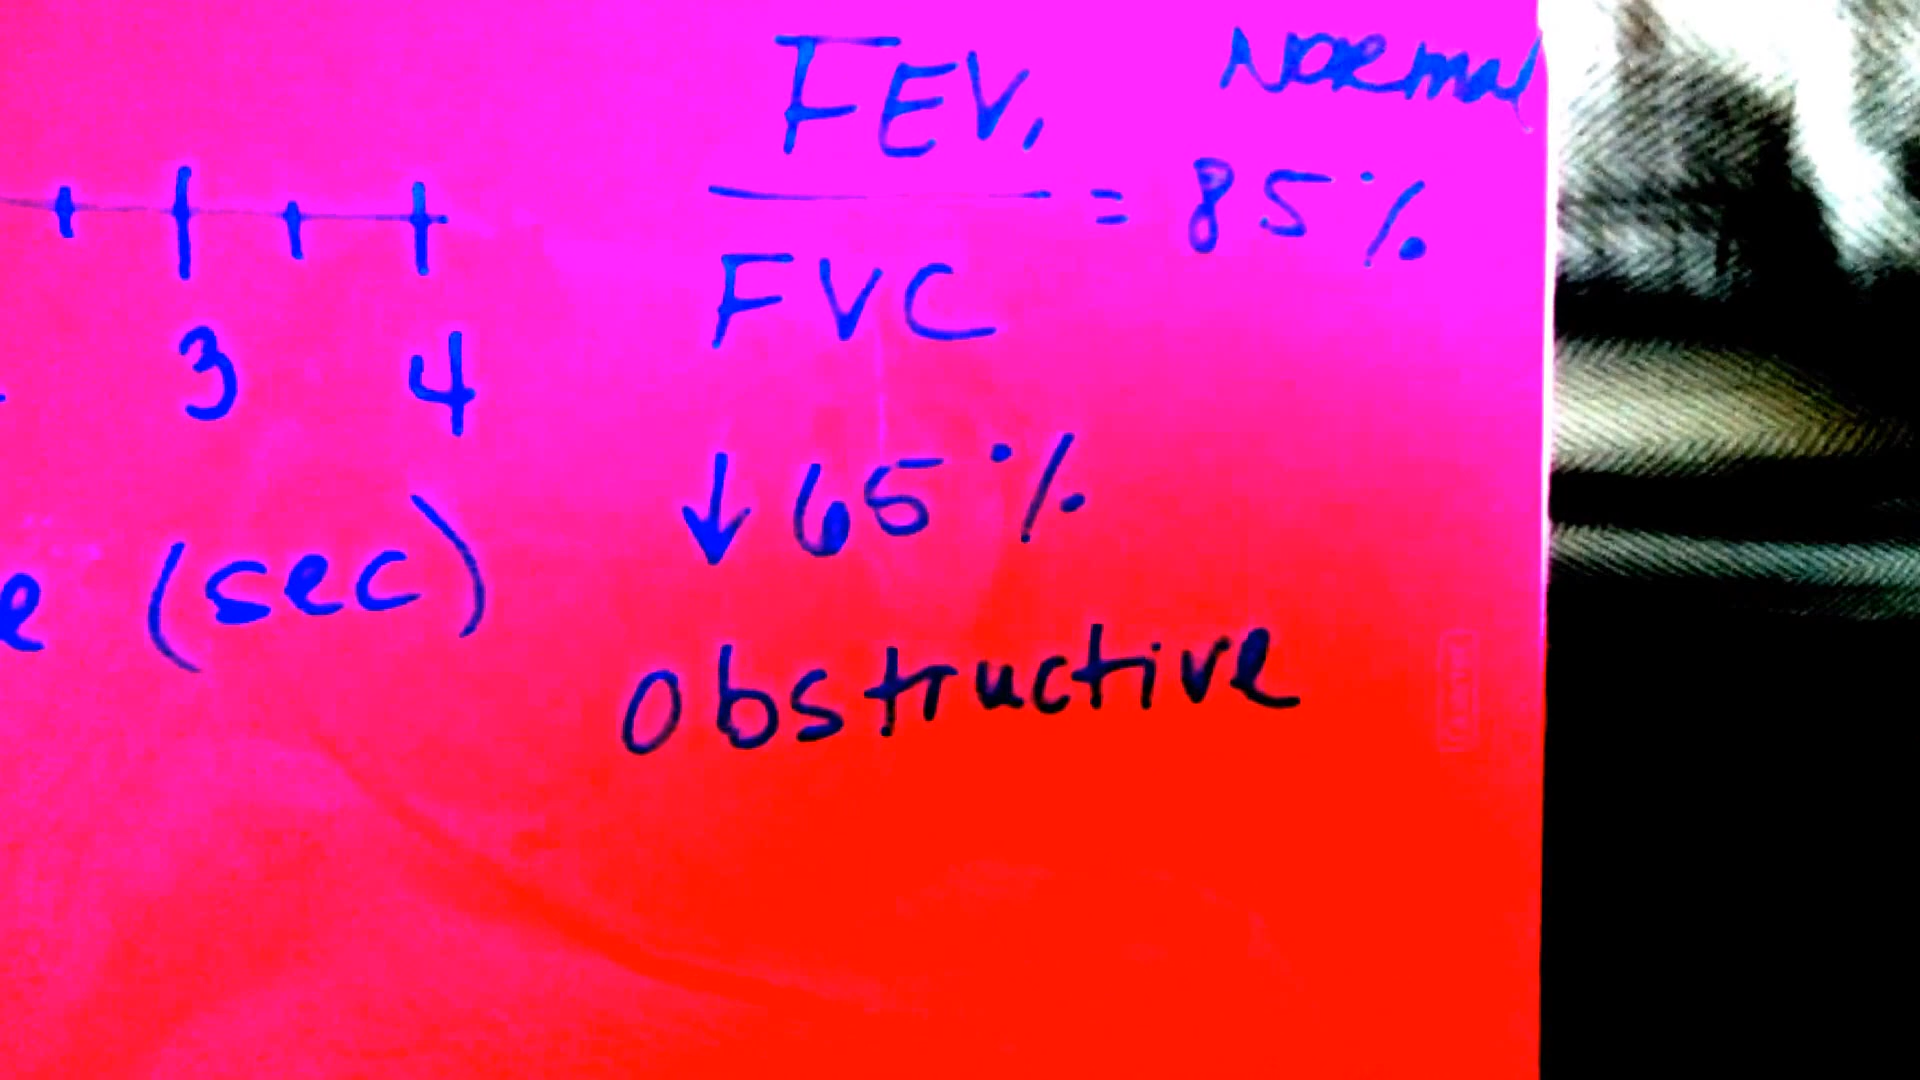 Normal
FEV₁
= 85%
FVC
3 4
↓ 65%
e (sec)
obstructive